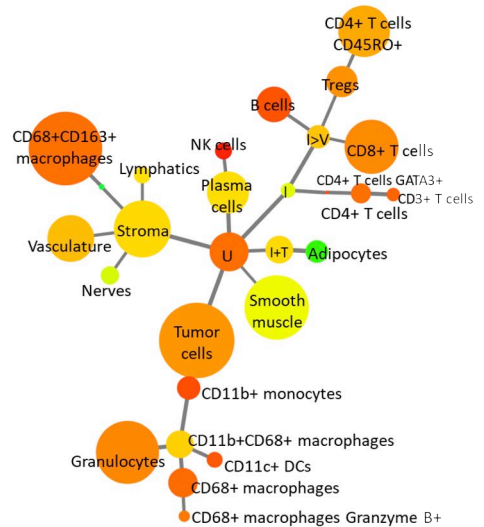 CD4+ T cells
CD45RO+
Tregs
B cells
CD68+CD163+
macrophages
NK cells
I>V
CD8+ T cells
Lymphatics
Plasma
cells
I
CD4+ T cells GATA3+
CD3+ T cells
CD4+ T cells
Stroma
Vasculature
U
I+T
Adipocytes
Nerves
Smooth
muscle
Tumor
cells
CD11b+ monocytes
CD11b+CD68+ macrophages
Granulocytes
CD11c+ DCs
CD68+ macrophages
CD68+ macrophages Granzyme B+